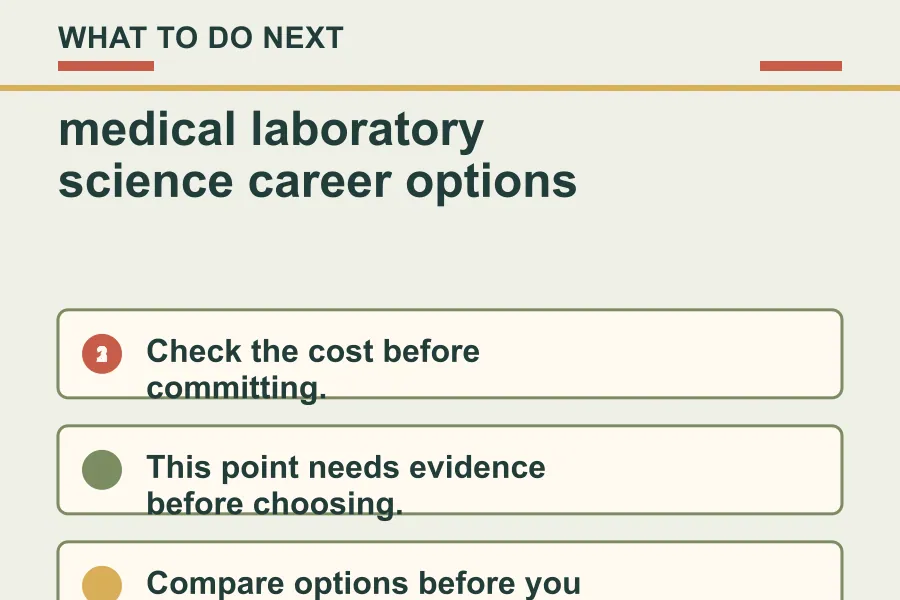 WHAT TO DO NEXT
medical laboratory
science career options
Check the cost before
committing.
This point needs evidence
before choosing.
Compare options before you